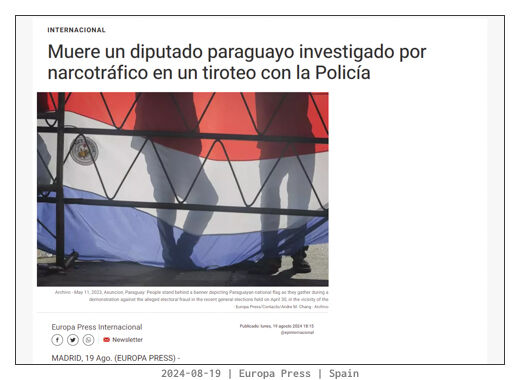 INTERNACIONAL
Muere un diputado paraguayo investigado por
narcotráfico en un tiroteo con la Policía
Archivo - May 11, 2023, Asuncion, Paraguay: People stand behind a banner depicting Paraguayan national flag as they gather during a
demonstration against the alleged electoral fraud in the recent general elections held on April 30, in the vicinity of the
- Europa Press/Contacto/Andre M. Chang - Archivo
Europa Press Internacional
Publicado: lunes, 19 agosto 2024 18:15
@epinternacional
Newsletter
MADRID, 19 Ago. (EUROPA PRESS) -
2024-08-19 | Europa Press | Spain